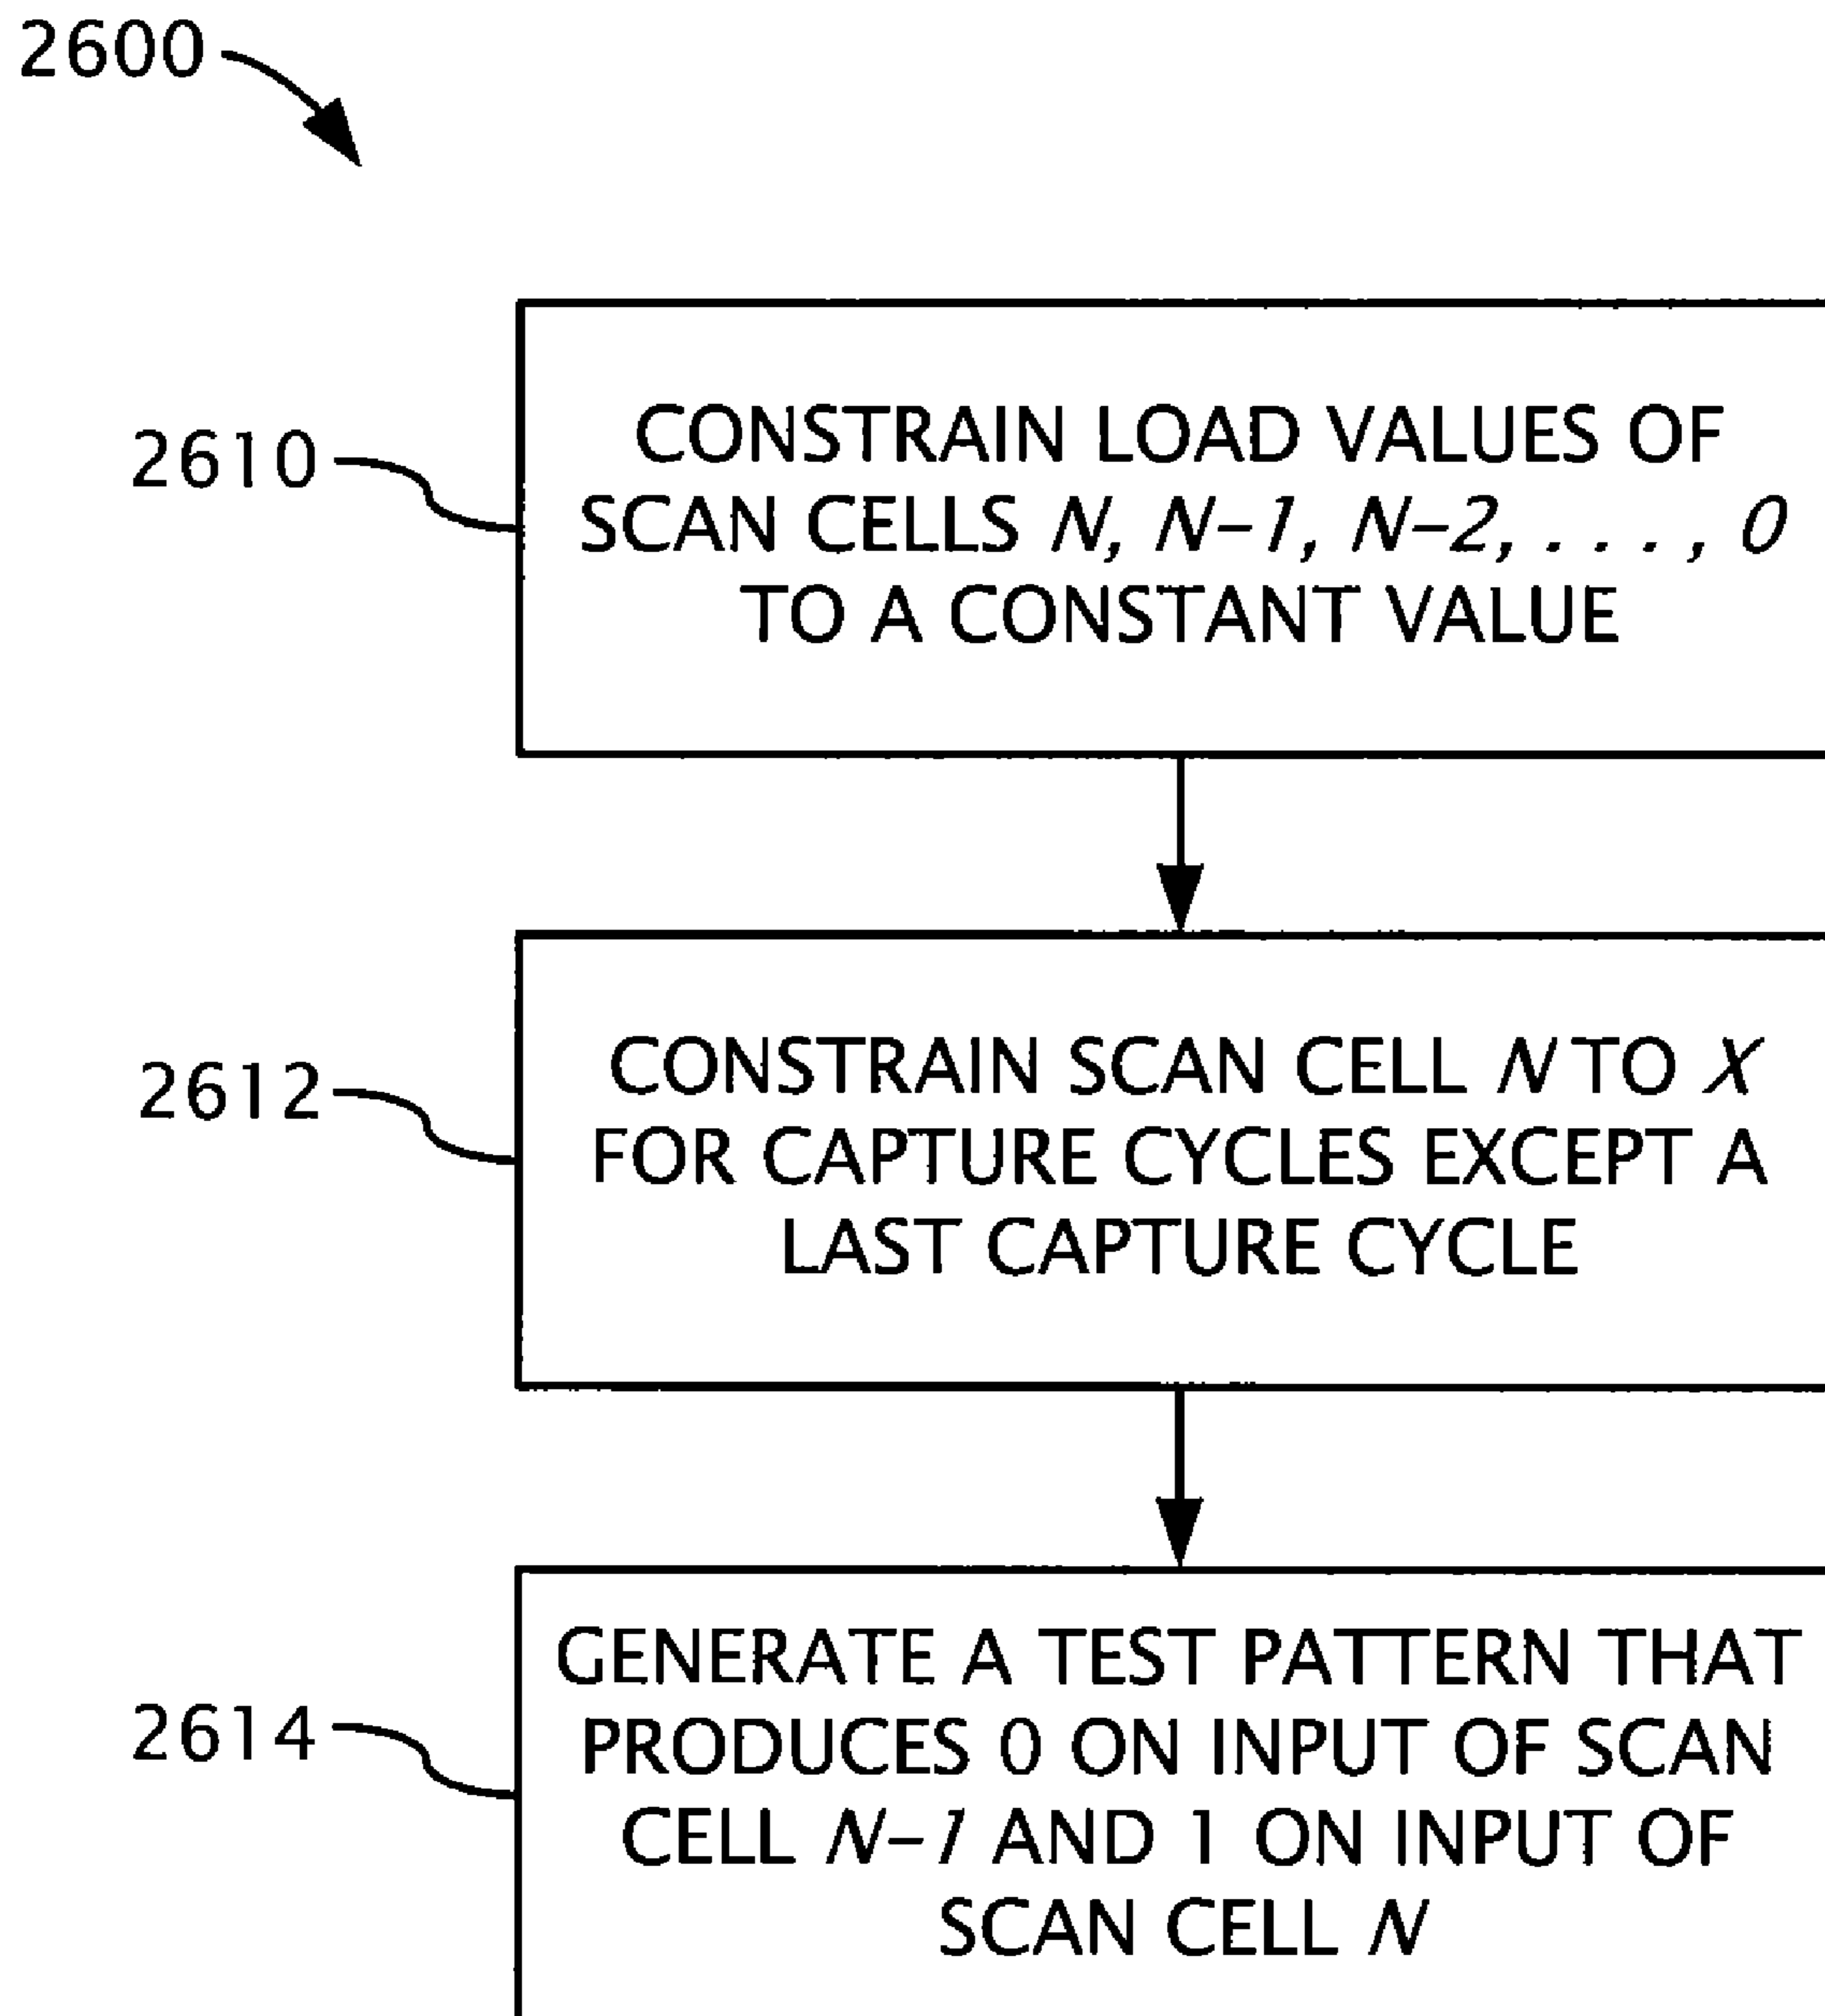 2600
2610
CONSTRAIN LOAD VALUES OF
SCAN CELLS N, N-1, N-2, . . . , 0
TO A CONSTANT VALUE
2612
CONSTRAIN SCAN CELL N TO X
FOR CAPTURE CYCLES EXCEPT A
LAST CAPTURE CYCLE
2614
GENERATE A TEST PATTERN THAT
PRODUCES 0 ON INPUT OF SCAN
CELL N-1 AND 1 ON INPUT OF
SCAN CELL N